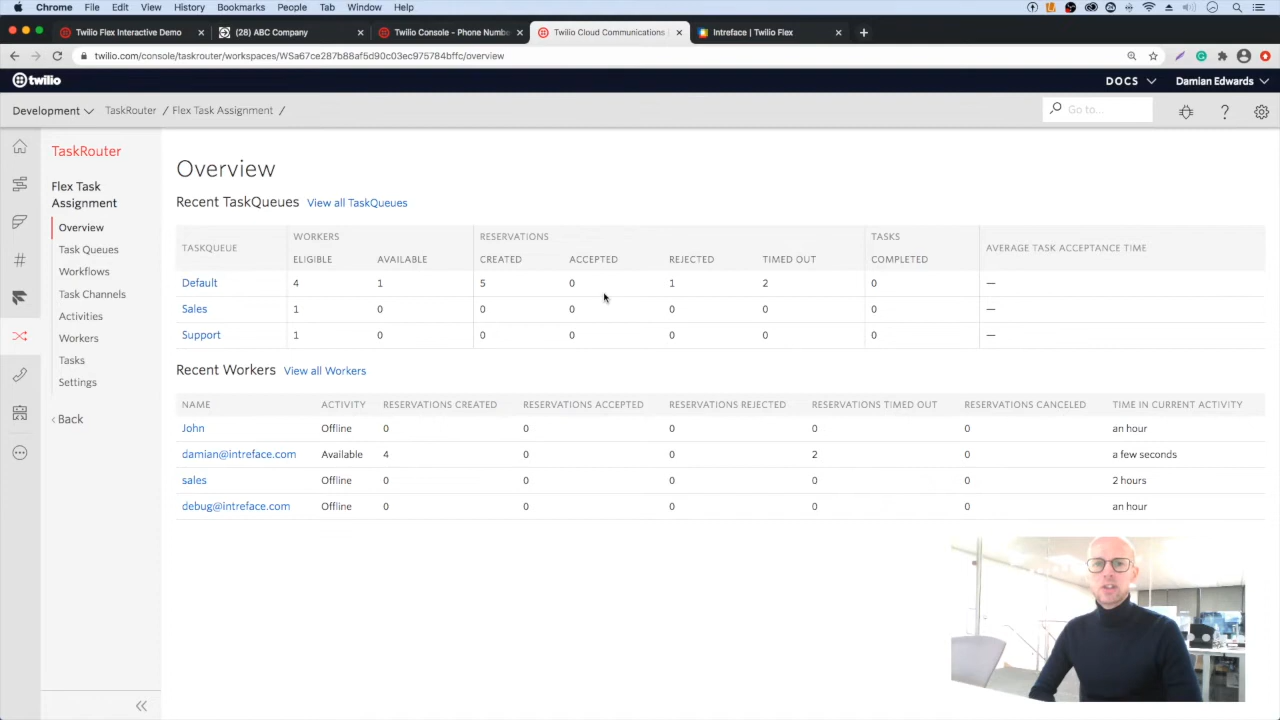 Chrome File Edit View History Bookmarks People Tab Window Help
Twilio Flex Interactive Demo × (28) ABC Company × Twilio Console - Phone Numbe × Twilio Cloud Communications × Intreface | Twilio Flex × +
twilio.com/console/taskrouter/workspaces/WSa67ce287b88af5d90c03ec975784bffc/overview
twilio DOCS Damian Edwards
Development TaskRouter / Flex Task Assignment / Go to... ?
TaskRouter
Flex Task
Assignment
Overview
Task Queues
Workflows
Task Channels
Activities
Workers
Tasks
Settings
‹ Back
«
Overview
Recent TaskQueues View all TaskQueues
TASKQUEUE WORKERS RESERVATIONS TASKS AVERAGE TASK ACCEPTANCE TIME
ELIGIBLE AVAILABLE CREATED ACCEPTED REJECTED TIMED OUT COMPLETED
Default 4 1 5 0 1 2 0 —
Sales 1 0 0 0 0 0 0 —
Support 1 0 0 0 0 0 0 —
Recent Workers View all Workers
NAME ACTIVITY RESERVATIONS CREATED RESERVATIONS ACCEPTED RESERVATIONS REJECTED RESERVATIONS TIMED OUT RESERVATIONS CANCELED TIME IN CURRENT ACTIVITY
John Offline 0 0 0 0 0 an hour
damian@intreface.com Available 4 0 0 2 0 a few seconds
sales Offline 0 0 0 0 0 2 hours
debug@intreface.com Offline 0 0 0 0 0 an hour